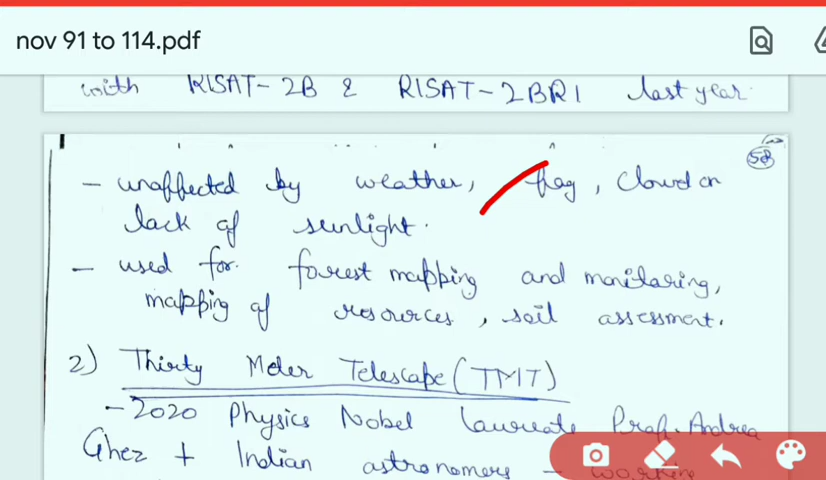 nov 91 to 114.pdf
with RISAT-2B & RISAT-2BR1 last year.
58
- unaffected by weather, fog, cloud or
lack of sunlight.
- used for forest mapping and monitoring,
mapping of resources, soil assessment.
2) Thirty Meter Telescope (TMT)
- 2020 Physics Nobel laureate Prof. Andrea
Ghez + Indian astronomers - working